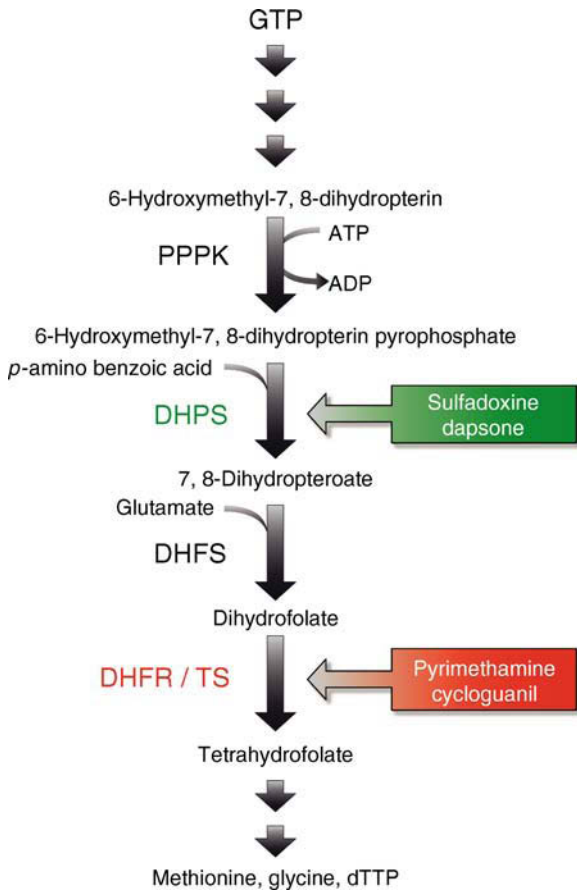 GTP
6-Hydroxymethyl-7, 8-dihydropterin
PPPK
ATP
ADP
6-Hydroxymethyl-7, 8-dihydropterin pyrophosphate
p-amino benzoic acid
DHPS
Sulfadoxine
dapsone
7, 8-Dihydropteroate
Glutamate
DHFS
Dihydrofolate
DHFR / TS
Pyrimethamine
cycloguanil
Tetrahydrofolate
Methionine, glycine, dTTP